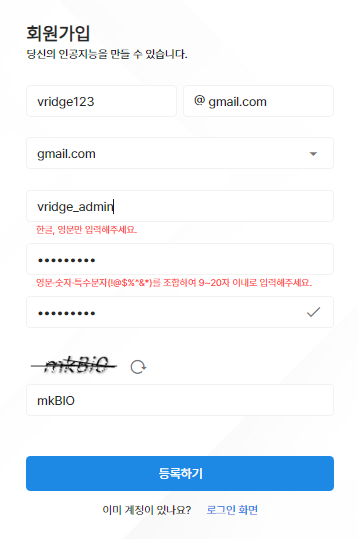 회원가입
당신의 인공지능을 만들 수 있습니다.
vridge123 @ gmail.com
gmail.com
vridge_admin
한글, 영문만 입력해주세요.
•••••••••
영문·숫자·특수문자(!@$%^&*)를 조합하여 9~20자 이내로 입력해주세요.
•••••••••
mkBIO
mkBIO
등록하기
이미 계정이 있나요? 로그인 화면